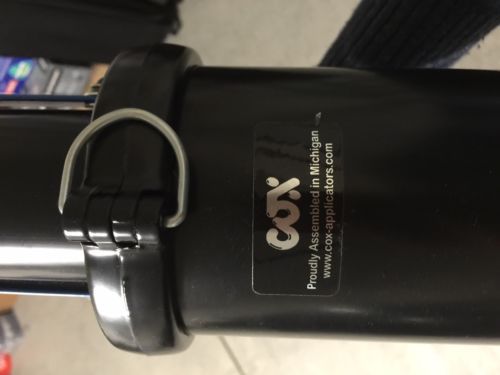 cox
Proudly Assembled in Michigan
www.cox-applicators.com